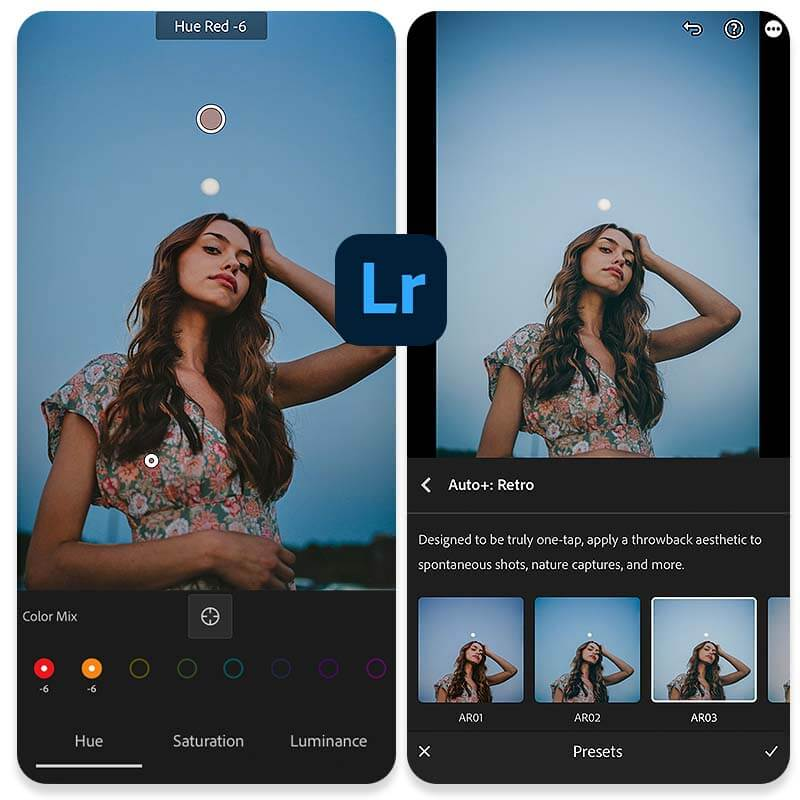 Hue Red -6
Color Mix
-6
-6
Hue
Saturation
Luminance
Lr
?
Auto+: Retro
Designed to be truly one-tap, apply a throwback aesthetic to
spontaneous shots, nature captures, and more.
AR01
AR02
AR03
Presets